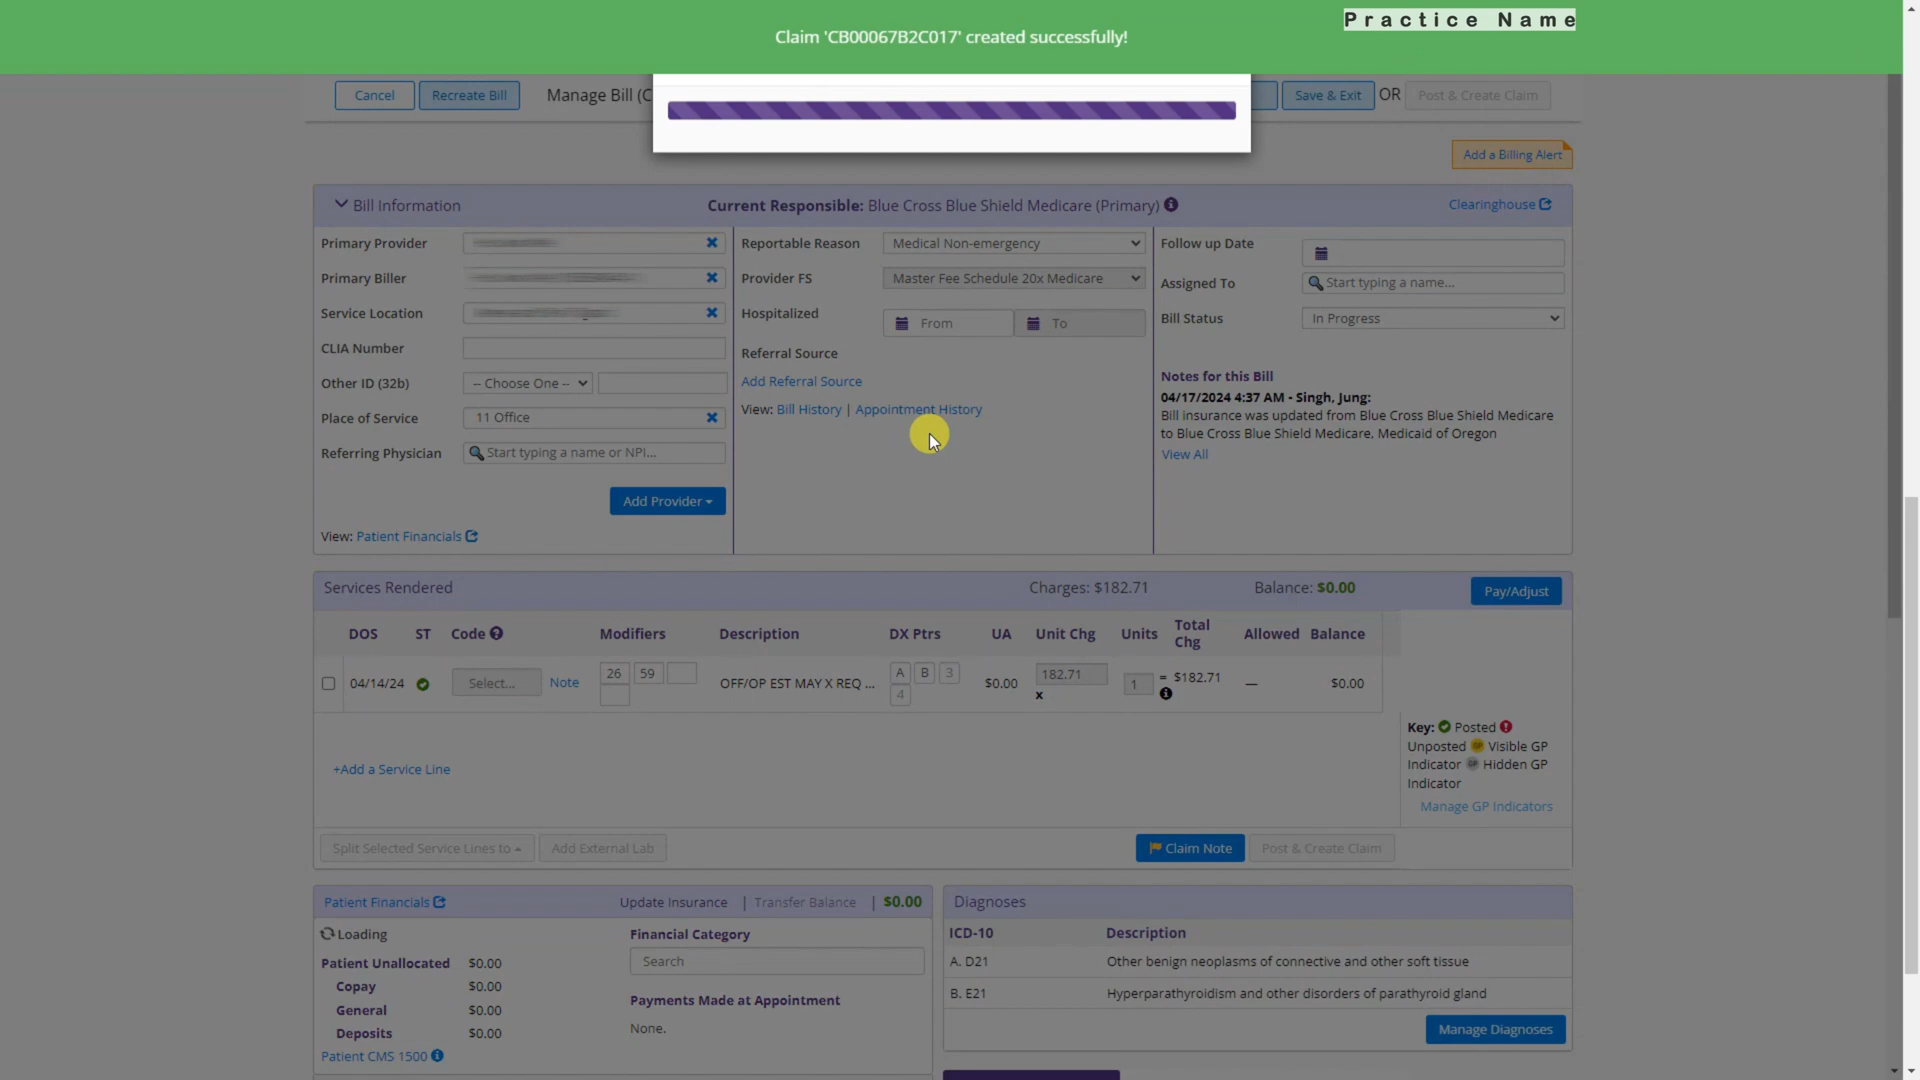 Practice Name
Claim 'CB00067B2C017' created successfully!
Cancel Recreate Bill Manage Bill (C Save & Exit OR Post & Create Claim
Add a Billing Alert
Bill Information Current Responsible: Blue Cross Blue Shield Medicare (Primary) Clearinghouse
Primary Provider
Primary Biller
Service Location
CLIA Number
Other ID (32b) -- Choose One --
Place of Service 11 Office
Referring Physician Start typing a name or NPI...
Add Provider
View: Patient Financials
Reportable Reason Medical Non-emergency
Provider FS Master Fee Schedule 20x Medicare
Hospitalized From To
Referral Source
Add Referral Source
View: Bill History | Appointment History
Follow up Date
Assigned To Start typing a name...
Bill Status In Progress
Notes for this Bill
04/17/2024 4:37 AM - Singh, Jung:
Bill insurance was updated from Blue Cross Blue Shield Medicare
to Blue Cross Blue Shield Medicare, Medicaid of Oregon
View All
Services Rendered Charges: $182.71 Balance: $0.00 Pay/Adjust
DOS ST Code Modifiers Description DX Ptrs UA Unit Chg Units Total Chg Allowed Balance
04/14/24 Select... Note 26 59 OFF/OP EST MAY X REQ ... A B 3 4 $0.00 182.71 x 1 = $182.71 — $0.00
+Add a Service Line
Key: Posted
Unposted Visible GP
Indicator Hidden GP
Indicator
Manage GP Indicators
Split Selected Service Lines to Add External Lab Claim Note Post & Create Claim
Patient Financials Update Insurance | Transfer Balance | $0.00
Loading
Patient Unallocated $0.00
Copay $0.00
General $0.00
Deposits $0.00
Patient CMS 1500
Financial Category
Search
Payments Made at Appointment
None.
Diagnoses
ICD-10 Description
A. D21 Other benign neoplasms of connective and other soft tissue
B. E21 Hyperparathyroidism and other disorders of parathyroid gland
Manage Diagnoses